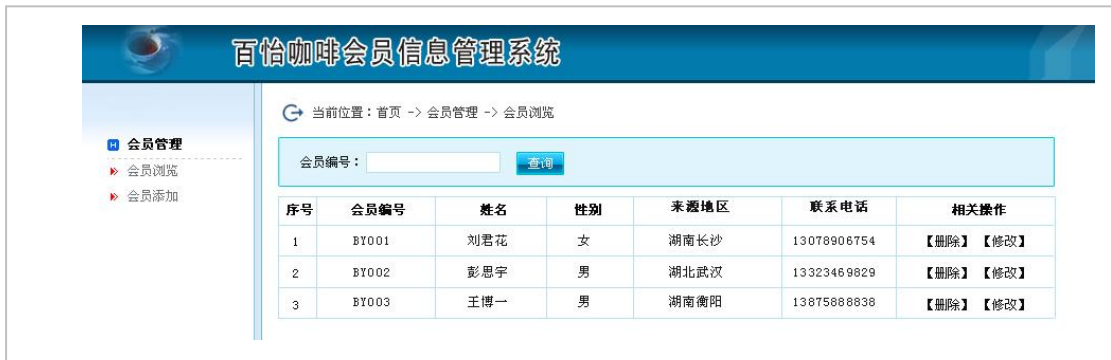 百怡咖啡会员信息管理系统
当前位置：首页 -> 会员管理 -> 会员浏览
H 会员管理
会员浏览
会员添加
会员编号： 查询
序号 会员编号 姓名 性别 来源地区 联系电话 相关操作
1 BY001 刘君花 女 湖南长沙 13078906754 【删除】 【修改】
2 BY002 彭思宇 男 湖北武汉 13323469829 【删除】 【修改】
3 BY003 王博一 男 湖南衡阳 13875888838 【删除】 【修改】